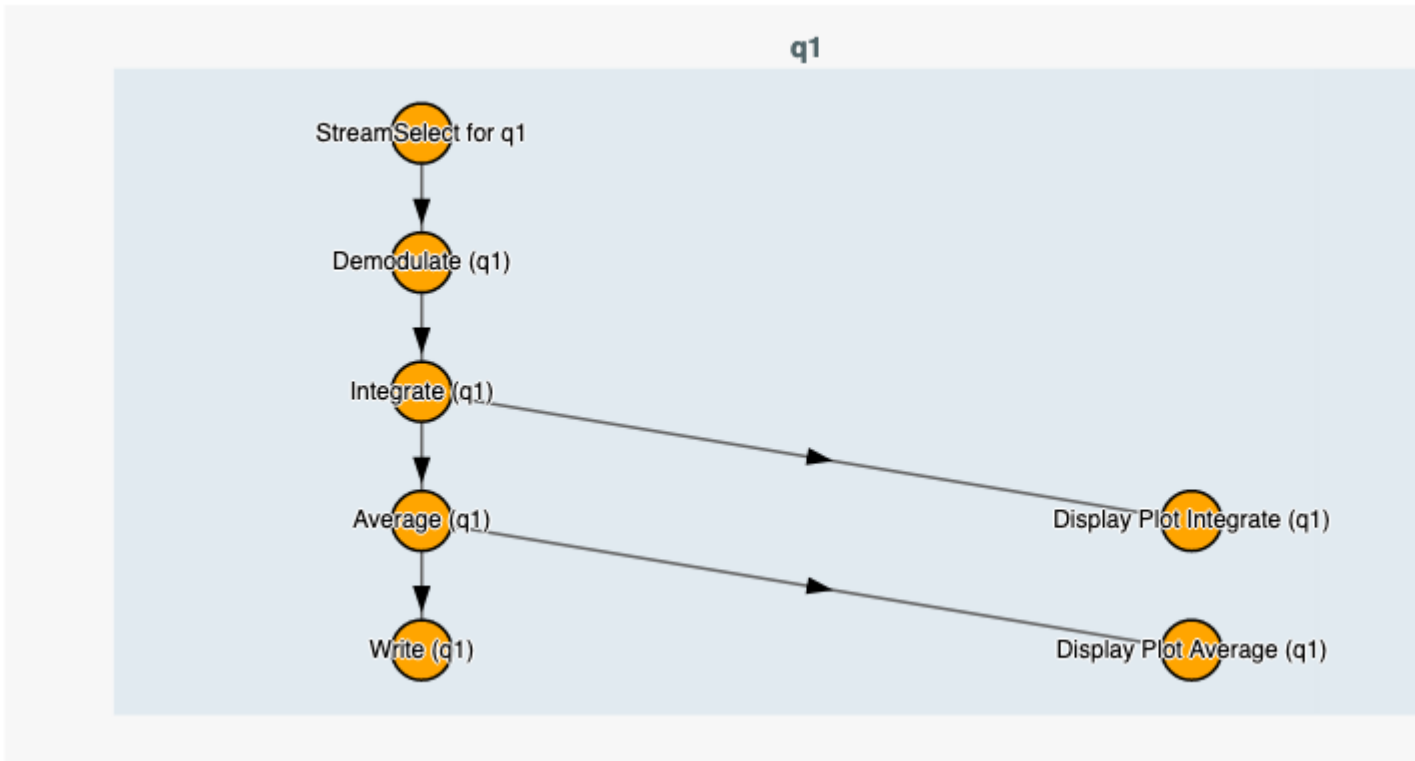 q1
StreamSelect for q1
Demodulate (q1)
Integrate (q1)
Average (q1)
Display Plot Integrate (q1)
Write (q1)
Display Plot Average (q1)